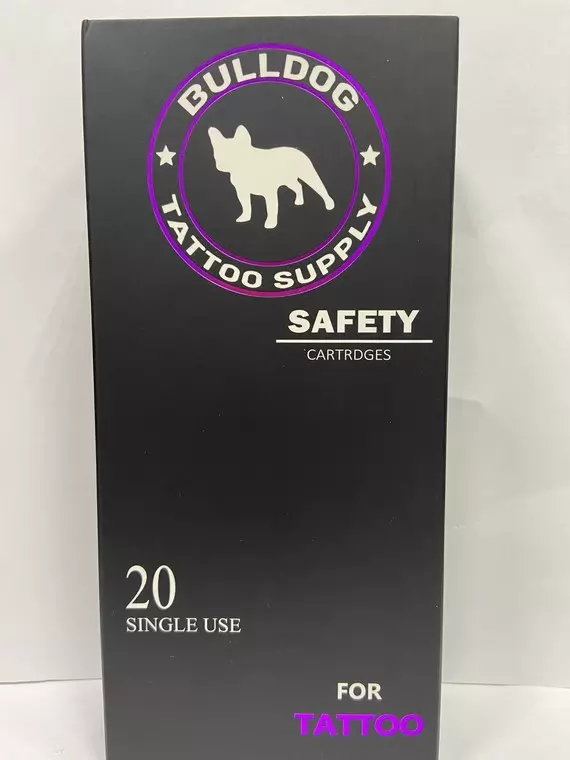 BULLDOG
TATTOO SUPPLY
SAFETY
CARTRDGES
20
SINGLE USE
FOR
TATTOO